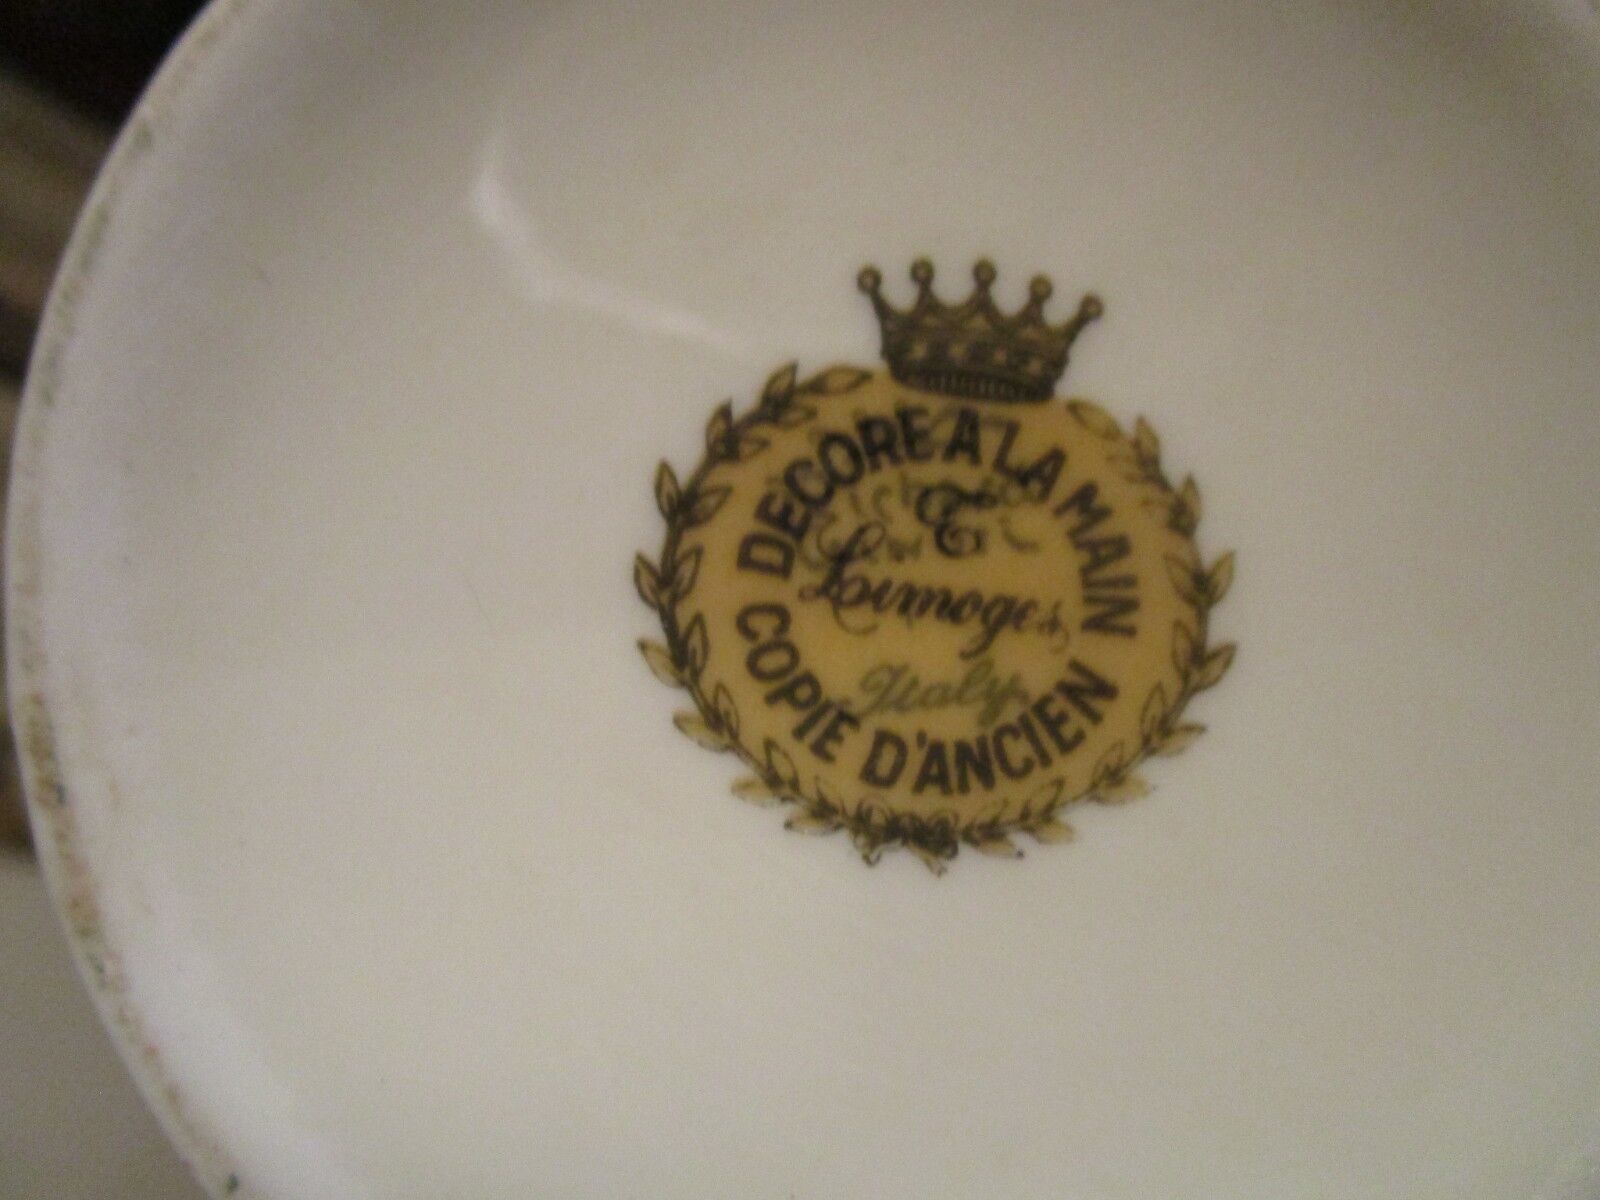 DECORE A LA MAIN
Limoges
Italy
COPIE D'ANCIEN